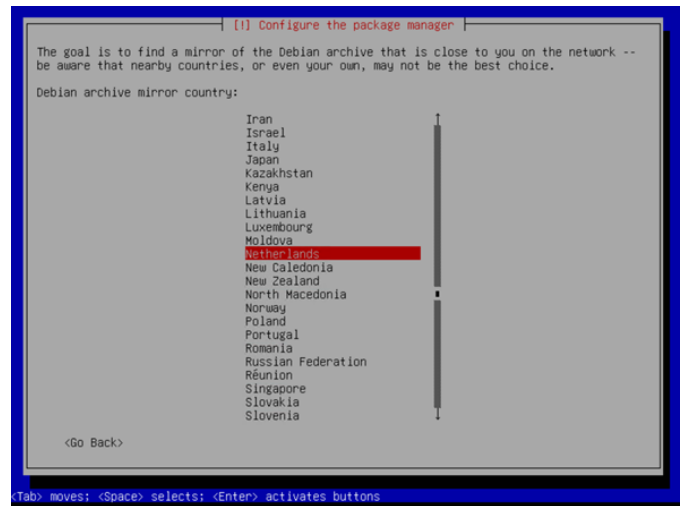 [!] Configure the package manager
The goal is to find a mirror of the Debian archive that is close to you on the network --
be aware that nearby countries, or even your own, may not be the best choice.
Debian archive mirror country:
Iran
Israel
Italy
Japan
Kazakhstan
Kenya
Latvia
Lithuania
Luxembourg
Moldova
Netherlands
New Caledonia
New Zealand
North Macedonia
Norway
Poland
Portugal
Romania
Russian Federation
Réunion
Singapore
Slovakia
Slovenia
<Go Back>
<Tab> moves; <Space> selects; <Enter> activates buttons